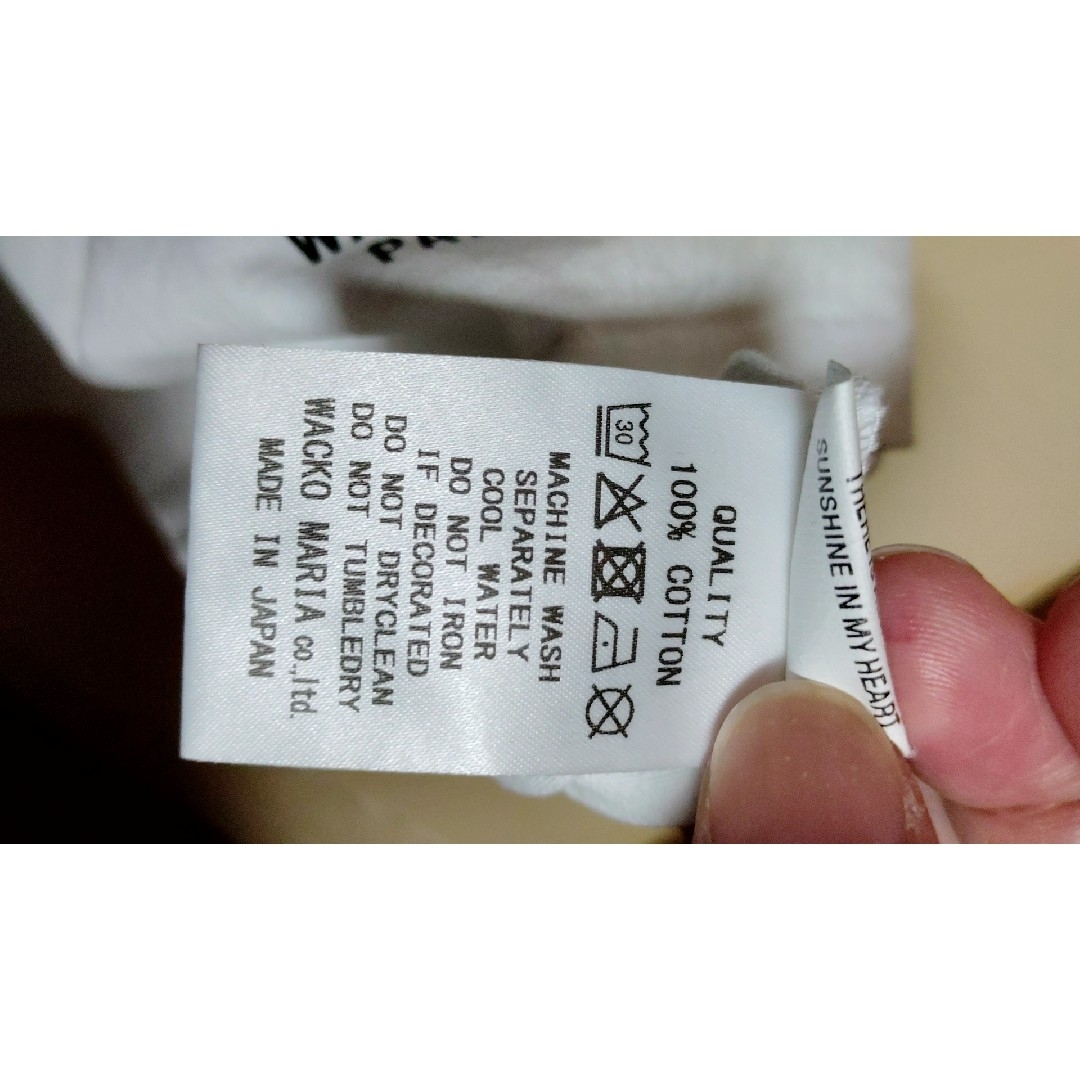 QUALITY
100% COTTON
30
MACHINE WASH
SEPARATELY
COOL WATER
DO NOT IRON
IF DECORATED
DO NOT DRYCLEAN
DO NOT TUMBLEDRY
WACKO MARIA co.,ltd.
MADE IN JAPAN
SUNSHINE IN MY HEART